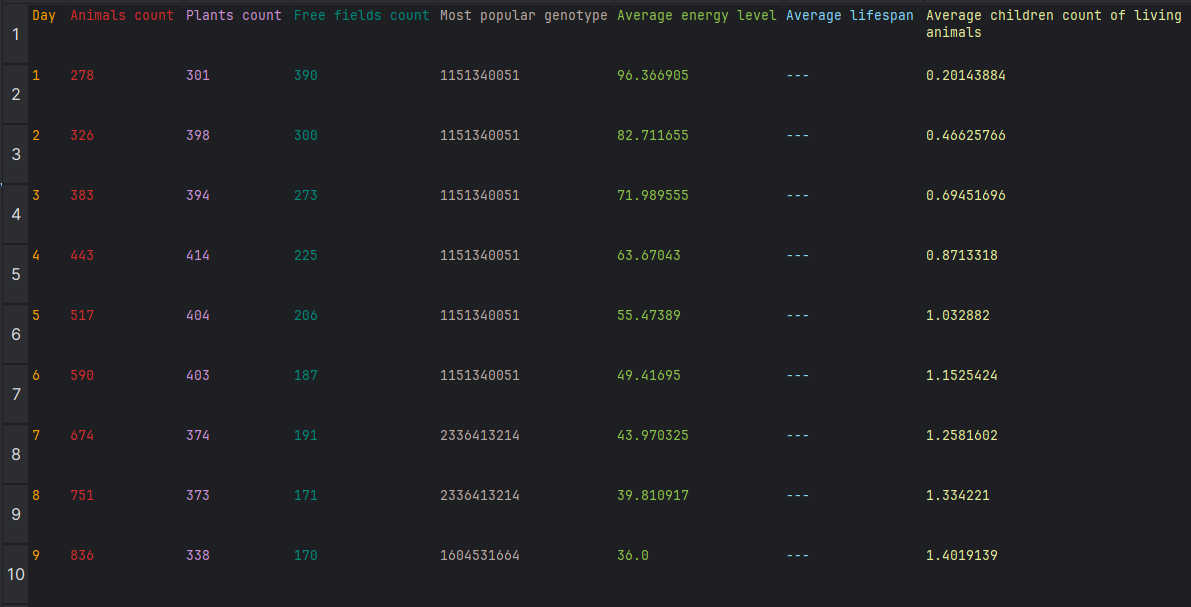 1 Day Animals count Plants count Free fields count Most popular genotype Average energy level Average lifespan Average children count of living
animals
2 1 278 301 390 1151340051 96.366905 --- 0.20143884
3 2 326 398 300 1151340051 82.711655 --- 0.46625766
4 3 383 394 273 1151340051 71.989555 --- 0.69451696
5 4 443 414 225 1151340051 63.67043 --- 0.8713318
6 5 517 404 206 1151340051 55.47389 --- 1.032882
7 6 590 403 187 1151340051 49.41695 --- 1.1525424
8 7 674 374 191 2336413214 43.970325 --- 1.2581602
9 8 751 373 171 2336413214 39.810917 --- 1.334221
10 9 836 338 170 1604531664 36.0 --- 1.4019139